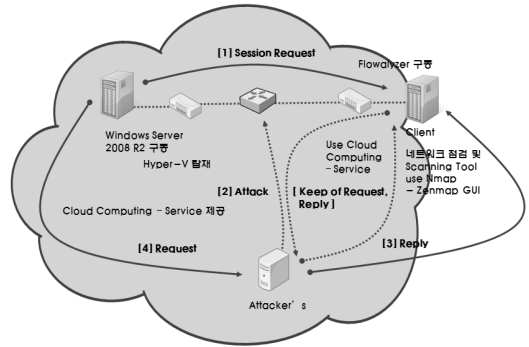 [1] Session Request
Flowalyzer 구동
Windows Server
2008 R2 구동
Hyper-V 탑재
Client
Use Cloud
Computing
- Service
네트워크 점검 및
Scanning Tool
use Nmap
- Zenmap GUI
[2] Attack
[ Keep of Request,
Reply ]
Cloud Computing - Service 제공
[4] Request
[3] Reply
Attacker' s